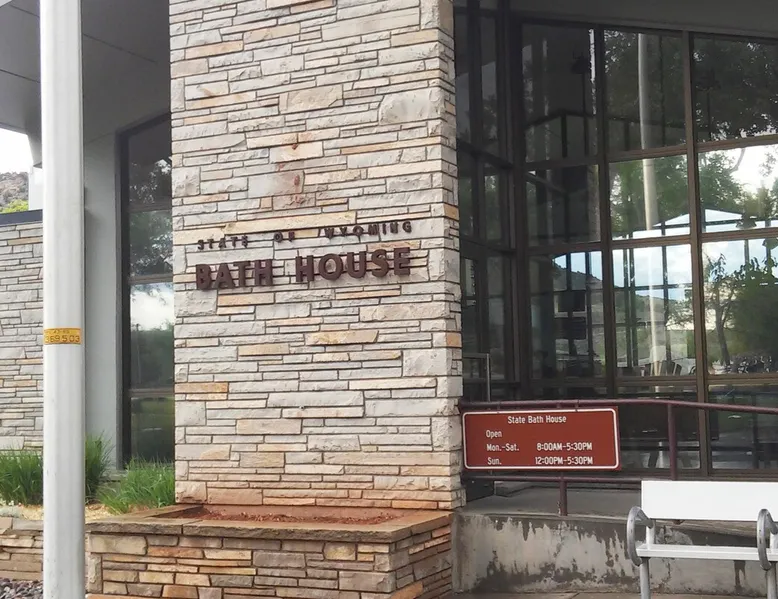 STATE OF WYOMING
BATH HOUSE
State Bath House
Open
Mon.-Sat. 8:00AM-5:30PM
Sun. 12:00PM-5:30PM